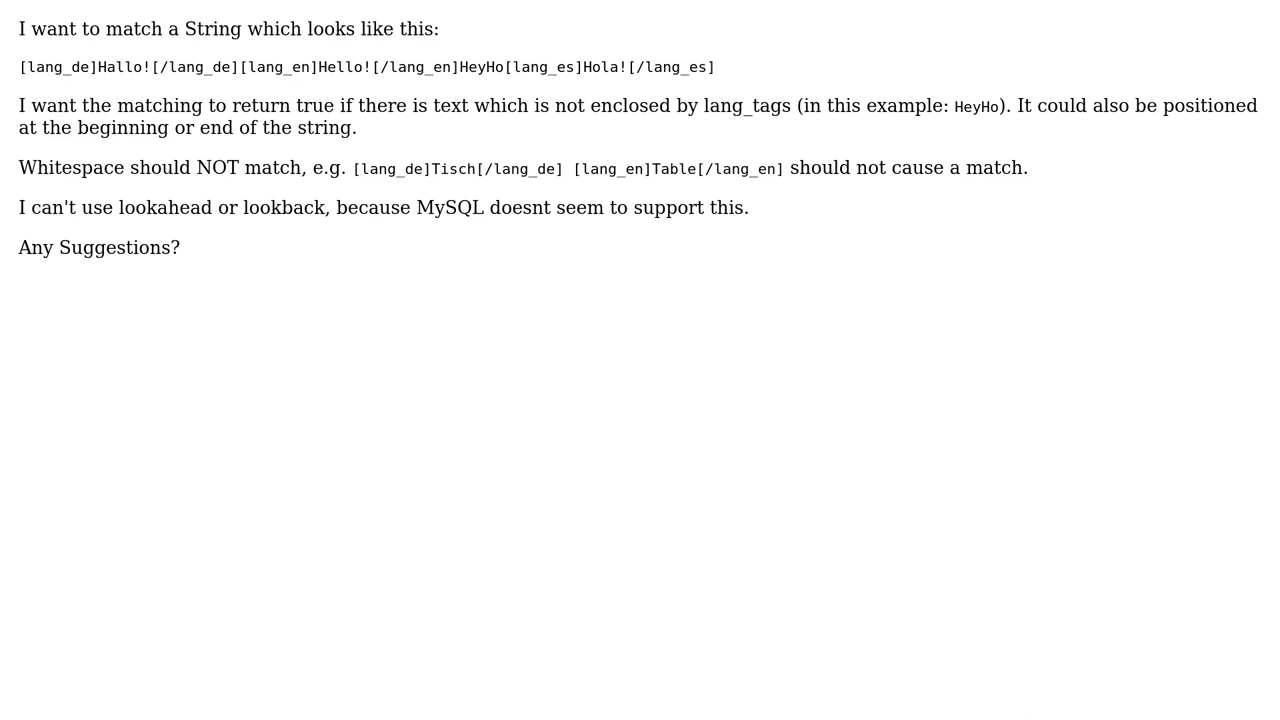 I want to match a String which looks like this:
[lang_de]Hallo![/lang_de][lang_en]Hello![/lang_en]HeyHo[lang_es]Hola![/lang_es]
I want the matching to return true if there is text which is not enclosed by lang_tags (in this example: HeyHo). It could also be positioned
at the beginning or end of the string.
Whitespace should NOT match, e.g. [lang_de]Tisch[/lang_de] [lang_en]Table[/lang_en] should not cause a match.
I can't use lookahead or lookback, because MySQL doesnt seem to support this.
Any Suggestions?